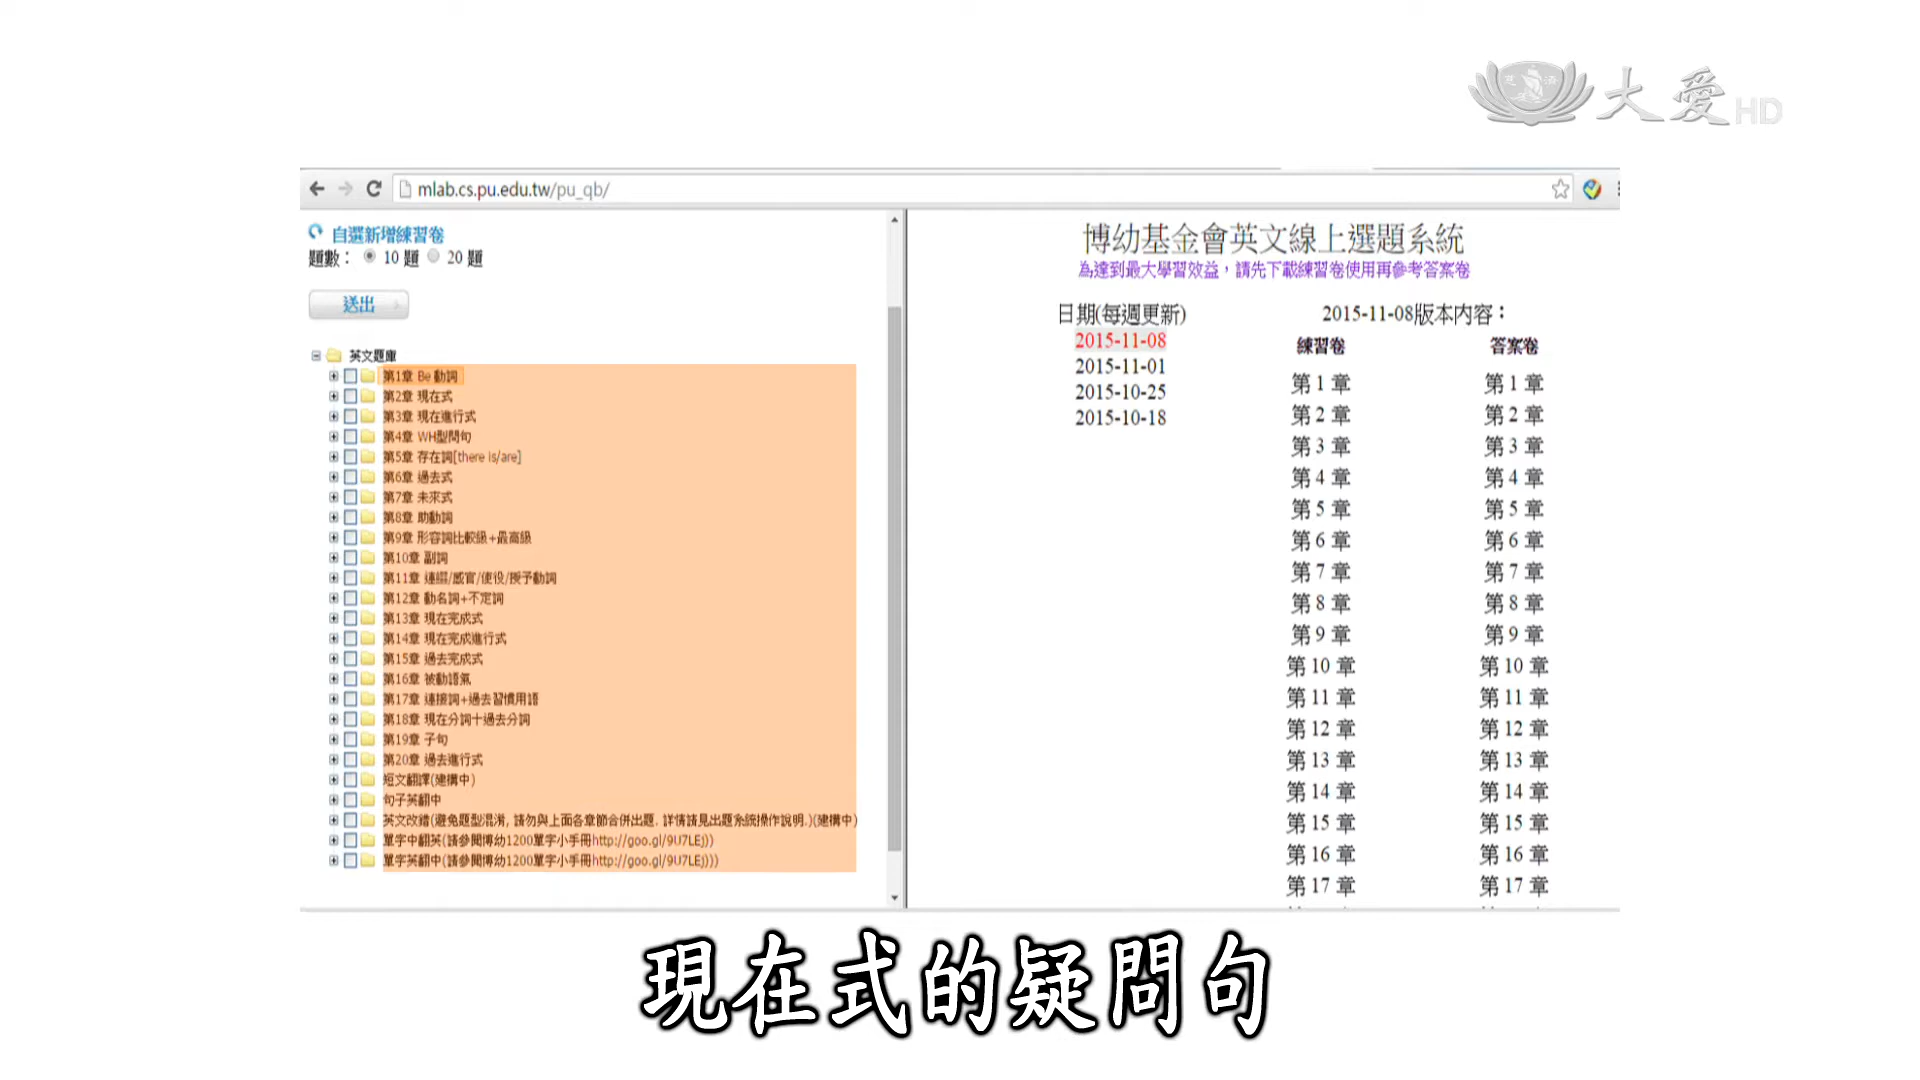 大愛HD
mlab.cs.pu.edu.tw/pu_qb/
自選新增練習卷
題數： 10 題 20 題
送出
英文題庫
第1章 Be 動詞
第2章 現在式
第3章 現在進行式
第4章 WH型問句
第5章 存在詞[there is/are]
第6章 過去式
第7章 未來式
第8章 助動詞
第9章 形容詞比較級+最高級
第10章 副詞
第11章 連綴/感官/使役/授予動詞
第12章 動名詞+不定詞
第13章 現在完成式
第14章 現在完成進行式
第15章 過去完成式
第16章 被動語氣
第17章 連接詞+過去習慣用語
第18章 現在分詞十過去分詞
第19章 子句
第20章 過去進行式
短文翻譯(建構中)
句子英翻中
英文改錯(避免題型混淆, 請勿與上面各章節合併出題. 詳情請見出題系統操作說明.)(建構中)
單字中翻英(請參閱博幼1200單字小手冊http://goo.gl/9U7LEj))
單字英翻中(請參閱博幼1200單字小手冊http://goo.gl/9U7LEj)))
博幼基金會英文線上選題系統
為達到最大學習效益，請先下載練習卷使用再參考答案卷
日期(每週更新)
2015-11-08
2015-11-01
2015-10-25
2015-10-18
2015-11-08版本内容：
練習卷 答案卷
第 1 章 第 1 章
第 2 章 第 2 章
第 3 章 第 3 章
第 4 章 第 4 章
第 5 章 第 5 章
第 6 章 第 6 章
第 7 章 第 7 章
第 8 章 第 8 章
第 9 章 第 9 章
第 10 章 第 10 章
第 11 章 第 11 章
第 12 章 第 12 章
第 13 章 第 13 章
第 14 章 第 14 章
第 15 章 第 15 章
第 16 章 第 16 章
第 17 章 第 17 章
現在式的疑問句